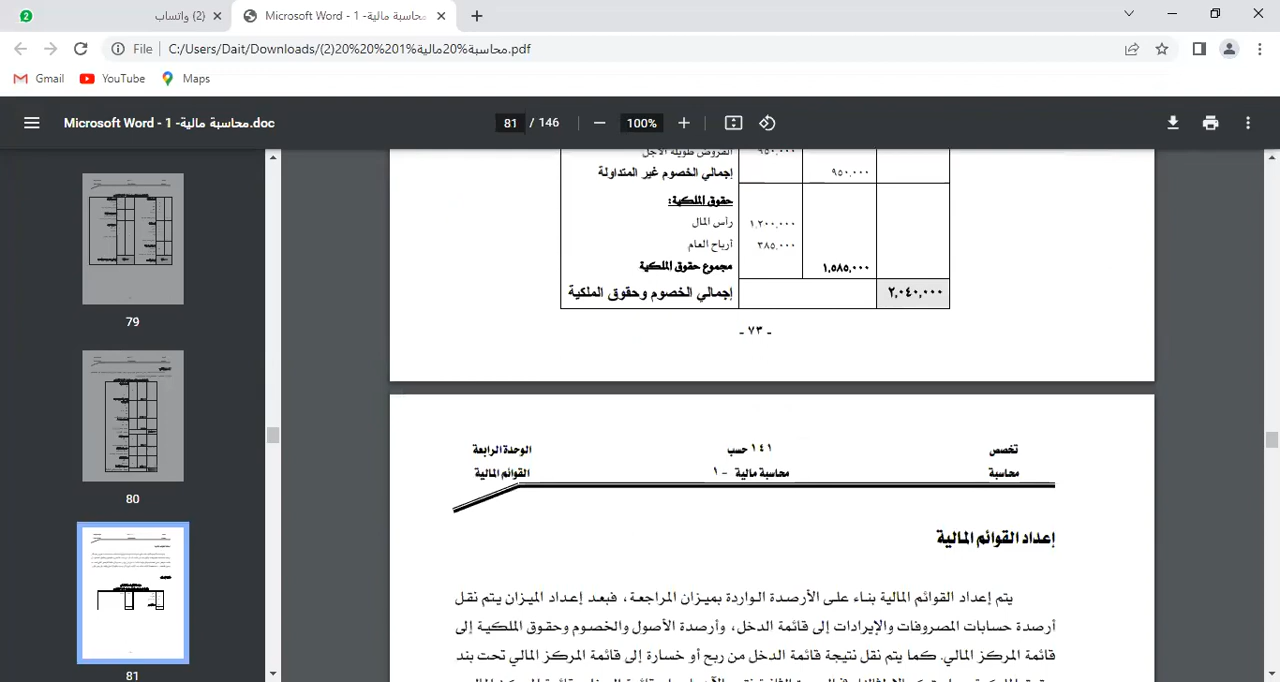 (2) واتساب
Microsoft Word - 1 -محاسبة مالية
File
C:/Users/Dait/Downloads/(2)20%20%201%محاسبة%20مالية.pdf
Gmail
YouTube
Maps
Microsoft Word - 1 -محاسبة مالية.doc
81 / 146
100%
79
80
81
القروض طويلة الأجل ٩٥٠,٠٠٠
إجمالي الخصوم غير المتداولة ٩٥٠,٠٠٠
حقوق الملكية:
رأس المال ١,٢٠٠,٠٠٠
أرباح العام ٣٨٥,٠٠٠
مجموع حقوق الملكية ١,٥٨٥,٠٠٠
إجمالي الخصوم وحقوق الملكية ٢,٠٤٠,٠٠٠
- ٧٣ -
تخصص ١٤١ حسب الوحدة الرابعة
محاسبة محاسبة مالية - ١ القوائم المالية
إعداد القوائم المالية
يتم إعداد القوائم المالية بناء على الأرصدة الواردة بميزان المراجعة، فبعد إعداد الميزان يتم نقل
أرصدة حسابات المصروفات والإيرادات إلى قائمة الدخل، وأرصدة الأصول والخصوم وحقوق الملكية إلى
قائمة المركز المالي. كما يتم نقل نتيجة قائمة الدخل من ربح أو خسارة إلى قائمة المركز المالي تحت بند